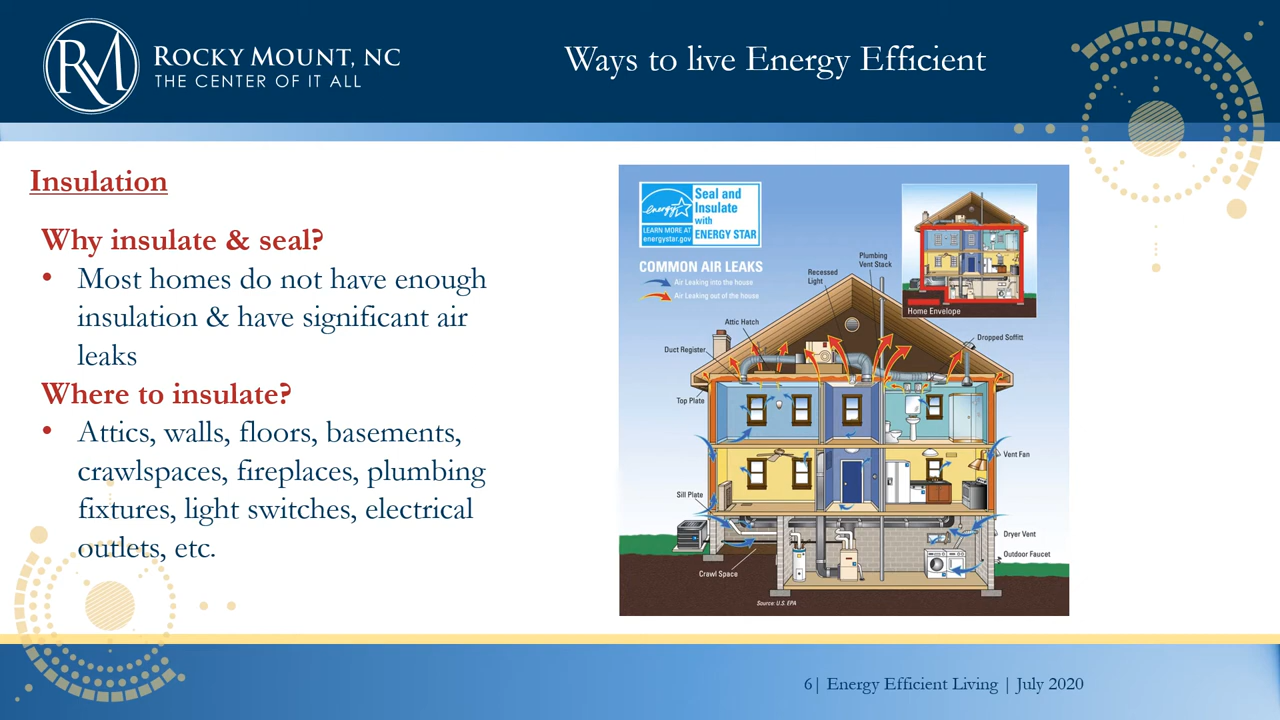 RM
ROCKY MOUNT, NC
THE CENTER OF IT ALL
Ways to live Energy Efficient
Insulation
Why insulate & seal?
• Most homes do not have enough
insulation & have significant air
leaks
Where to insulate?
• Attics, walls, floors, basements,
crawlspaces, fireplaces, plumbing
fixtures, light switches, electrical
outlets, etc.
energy
LEARN MORE AT
energystar.gov
Seal and
Insulate
with
ENERGY STAR
COMMON AIR LEAKS
Air Leaking into the house
Air Leaking out of the house
Home Envelope
Plumbing
Vent Stack
Recessed
Light
Attic Hatch
Dropped Soffitt
Duct Register
Top Plate
Vent Fan
Sill Plate
Dryer Vent
Outdoor Faucet
Crawl Space
Source: U.S. EPA
6| Energy Efficient Living | July 2020